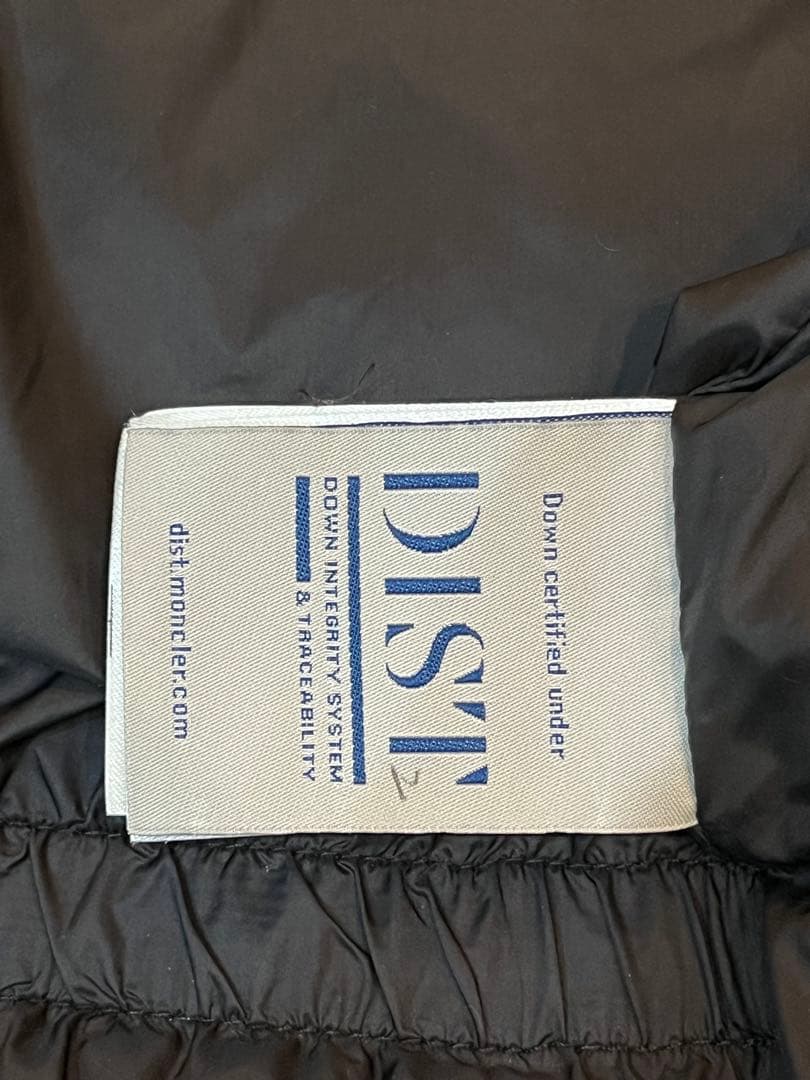 Down certified under
DIST
DOWN INTEGRITY SYSTEM
& TRACEABILITY
dist.moncler.com